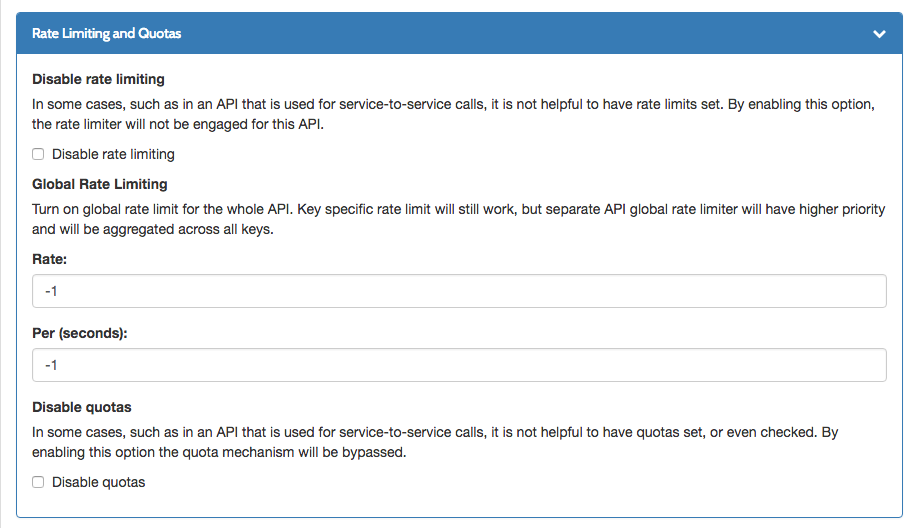 Rate Limiting and Quotas
Disable rate limiting
In some cases, such as in an API that is used for service-to-service calls, it is not helpful to have rate limits set. By enabling this option,
the rate limiter will not be engaged for this API.
Disable rate limiting
Global Rate Limiting
Turn on global rate limit for the whole API. Key specific rate limit will still work, but separate API global rate limiter will have higher priority
and will be aggregated across all keys.
Rate:
-1
Per (seconds):
-1
Disable quotas
In some cases, such as in an API that is used for service-to-service calls, it is not helpful to have quotas set, or even checked. By
enabling this option the quota mechanism will be bypassed.
Disable quotas